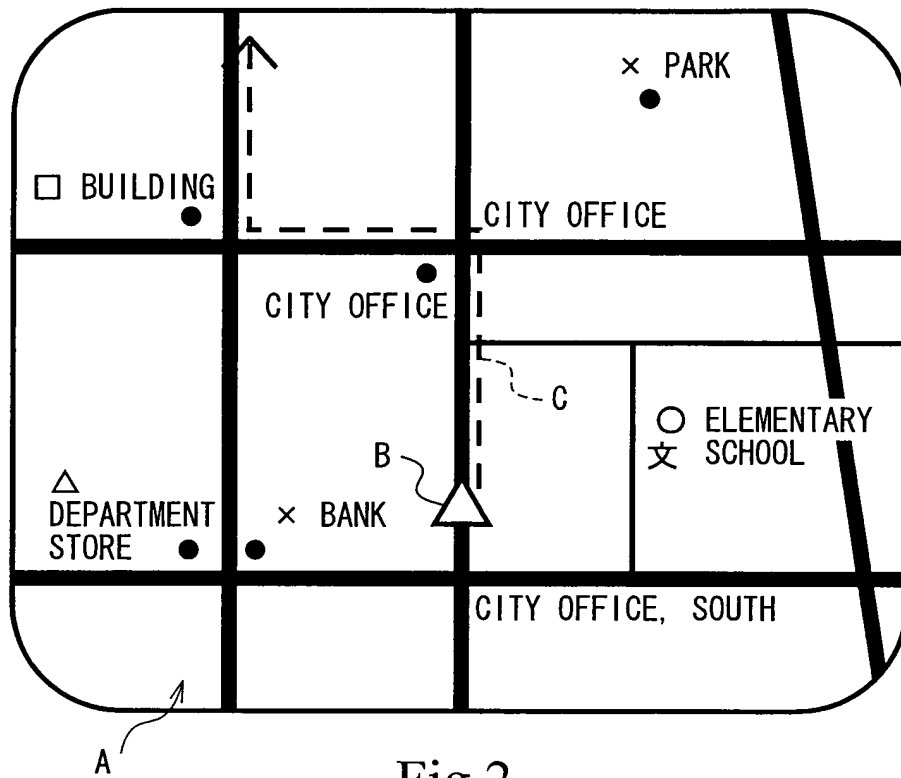 × PARK
□ BUILDING
CITY OFFICE
CITY OFFICE
C
○ ELEMENTARY
文 SCHOOL
B
△
DEPARTMENT
STORE
× BANK
CITY OFFICE, SOUTH
A
Fig.2